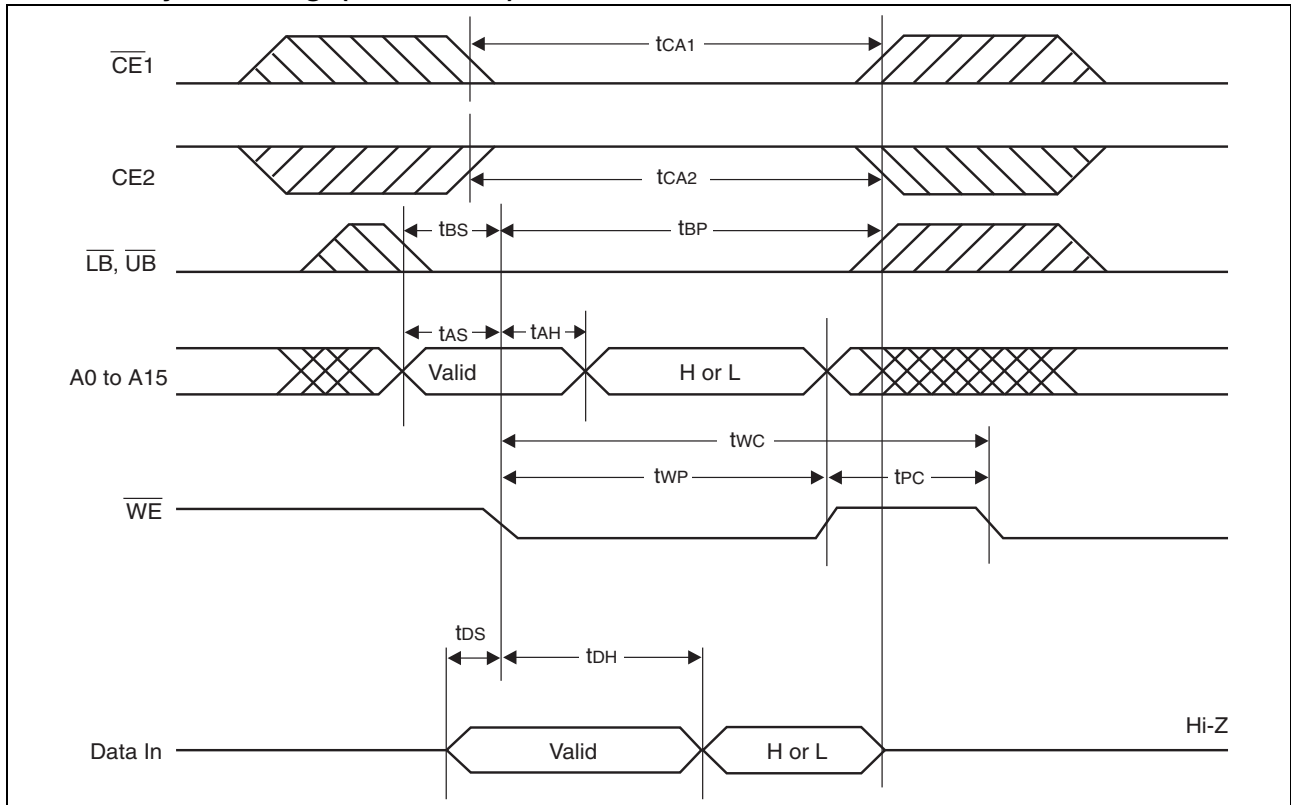 tCA1
CE1
CE2
tCA2
tBS
tBP
LB, UB
tAS
tAH
A0 to A15
Valid
H or L
tWC
tWP
tPC
WE
tDS
tDH
Hi-Z
Data In
Valid
H or L